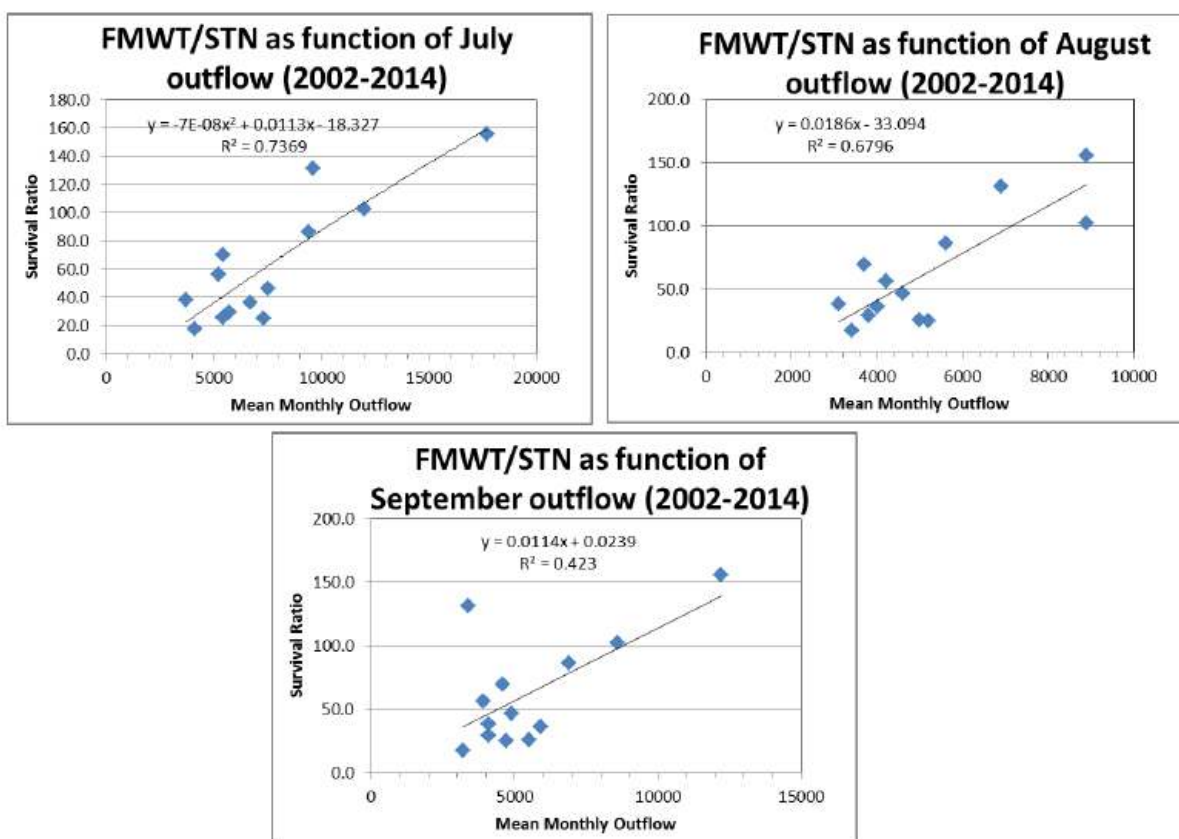 FMWT/STN as function of July
outflow (2002-2014)
180.0
160.0
140.0
120.0
100.0
80.0
60.0
40.0
20.0
0.0
Survival Ratio
y = -7E-08x² + 0.0113x - 18.327
R² = 0.7369
0 5000 10000 15000 20000
Mean Monthly Outflow
FMWT/STN as function of August
outflow (2002-2014)
200.0
150.0
100.0
50.0
0.0
Survival Ratio
y = 0.0186x - 33.094
R² = 0.6796
0 2000 4000 6000 8000 10000
Mean Monthly Outflow
FMWT/STN as function of
September outflow (2002-2014)
200.0
150.0
100.0
50.0
0.0
Survival Ratio
y = 0.0114x + 0.0239
R² = 0.423
0 5000 10000 15000
Mean Monthly Outflow